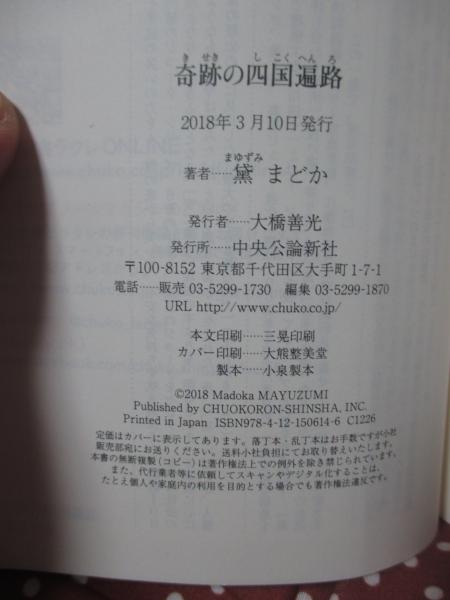 きせき しこくへんろ
奇跡の四国遍路
2018年3月10日発行
まゆずみ
著者……黛 まどか
発行者……大橋善光
発行所……中央公論新社
〒100-8152 東京都千代田区大手町1-7-1
電話……販売 03-5299-1730 編集 03-5299-1870
URL http://www.chuko.co.jp/
本文印刷……三晃印刷
カバー印刷……大熊整美堂
製本……小泉製本
©2018 Madoka MAYUZUMI
Published by CHUOKORON-SHINSHA, INC.
Printed in Japan ISBN978-4-12-150614-6 C1226
定価はカバーに表示してあります。落丁本・乱丁本はお手数ですが小社
販売部宛にお送りください。送料小社負担にてお取り替えいたします。
本書の無断複製(コピー)は著作権法上での例外を除き禁じられています。
また、代行業者等に依頼してスキャンやデジタル化することは、
たとえ個人や家庭内の利用を目的とする場合でも著作権法違反です。